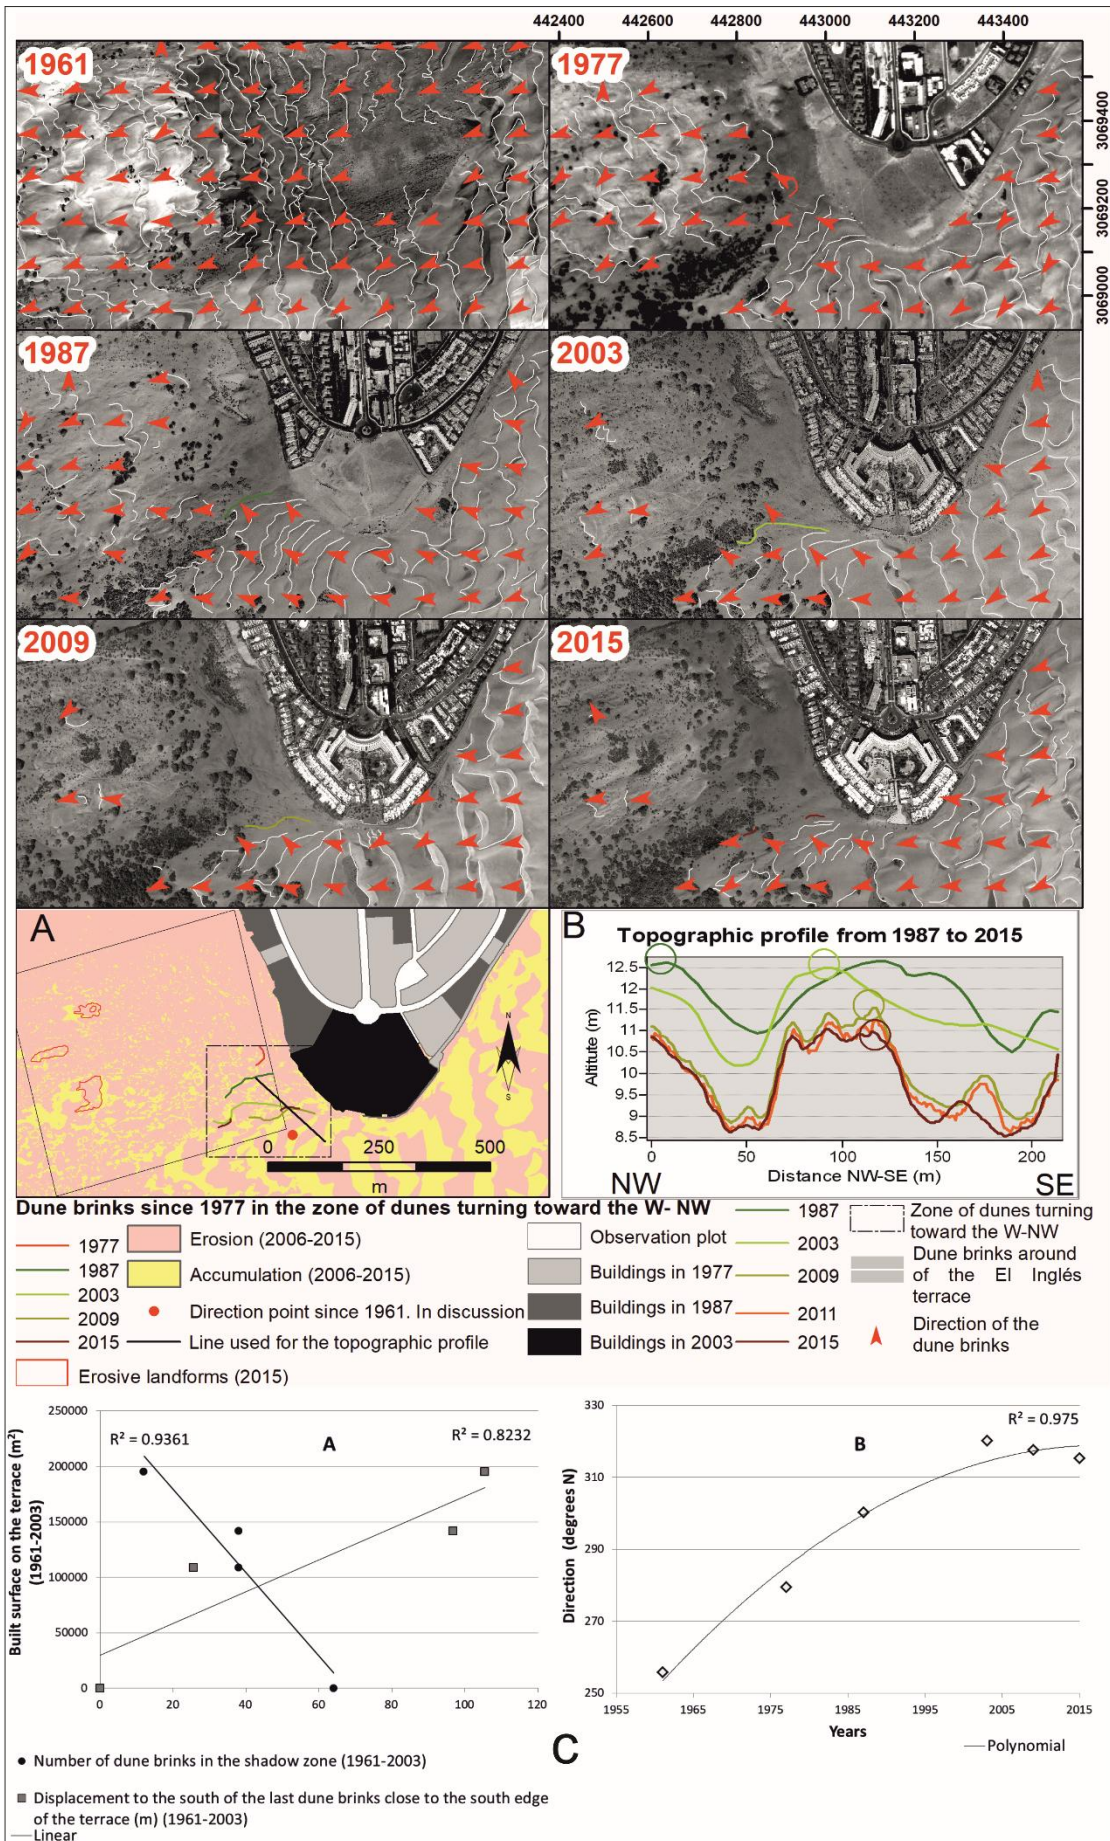 442400 442600 442800 443000 443200 443400
1961
1977
3069400
3069200
3069000
1987
2003
2009
2015
A
N
S
0 250 500
m
B
Topographic profile from 1987 to 2015
Altitute (m)
12.5
11.5
11
10.5
10
9.5
9
8.5
0 50 100 150 200
Distance NW-SE (m)
NW
SE
Dune brinks since 1977 in the zone of dunes turning toward the W- NW
1977
1987
2003
2009
2015
Erosive landforms (2015)
Erosion (2006-2015)
Accumulation (2006-2015)
Direction point since 1961. In discussion
Line used for the topographic profile
Observation plot
Buildings in 1977
Buildings in 1987
Buildings in 2003
1987
2003
2009
2011
2015
Zone of dunes turning
toward the W-NW
Dune brinks around
of the El Inglés
terrace
Direction of the
dune brinks
Built surface on the terrace (m²)
(1961-2003)
250000
200000
150000
100000
50000
0
R² = 0.9361
A
R² = 0.8232
0 20 40 60 80 100 120
Direction (degrees N)
330
310
290
270
250
B
R² = 0.975
1955 1965 1975 1985 1995 2005 2015
Years
Polynomial
C
Number of dune brinks in the shadow zone (1961-2003)
Displacement to the south of the last dune brinks close to the south edge
of the terrace (m) (1961-2003)
Linear